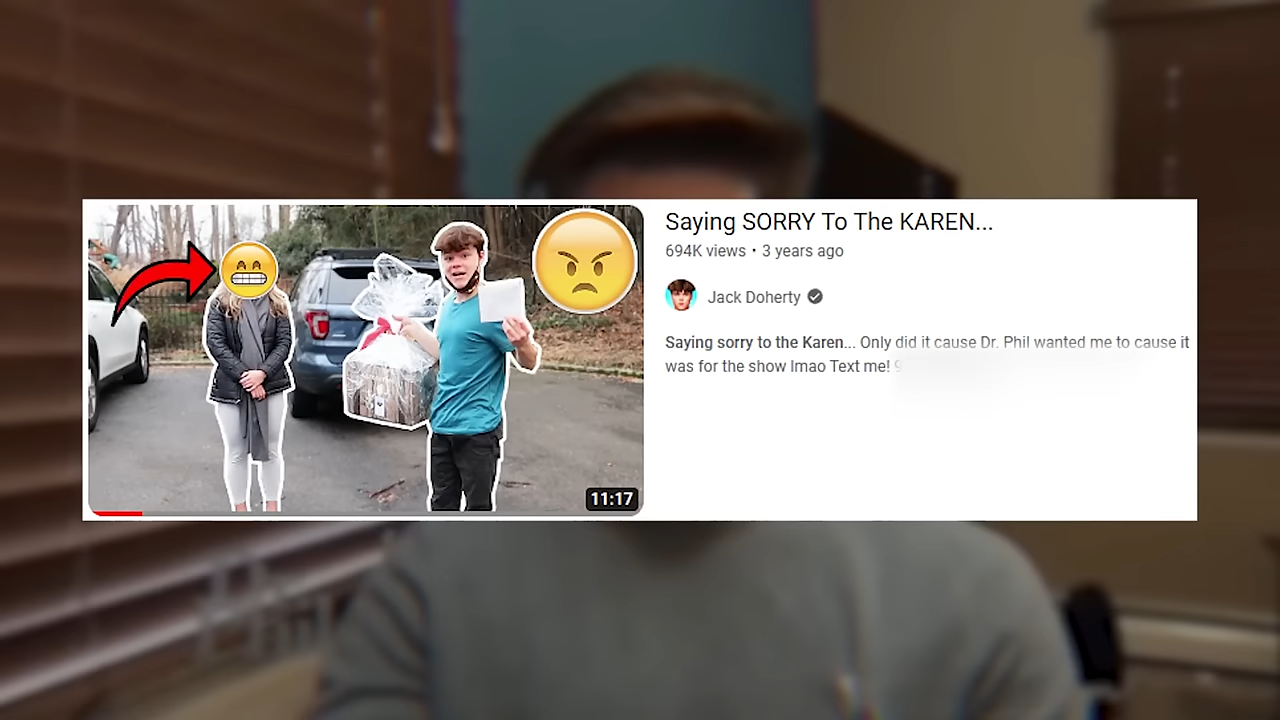 Saying SORRY To The KAREN...
694K views • 3 years ago
Jack Doherty
Saying sorry to the Karen... Only did it cause Dr. Phil wanted me to cause it
was for the show lmao Text me! 9
11:17